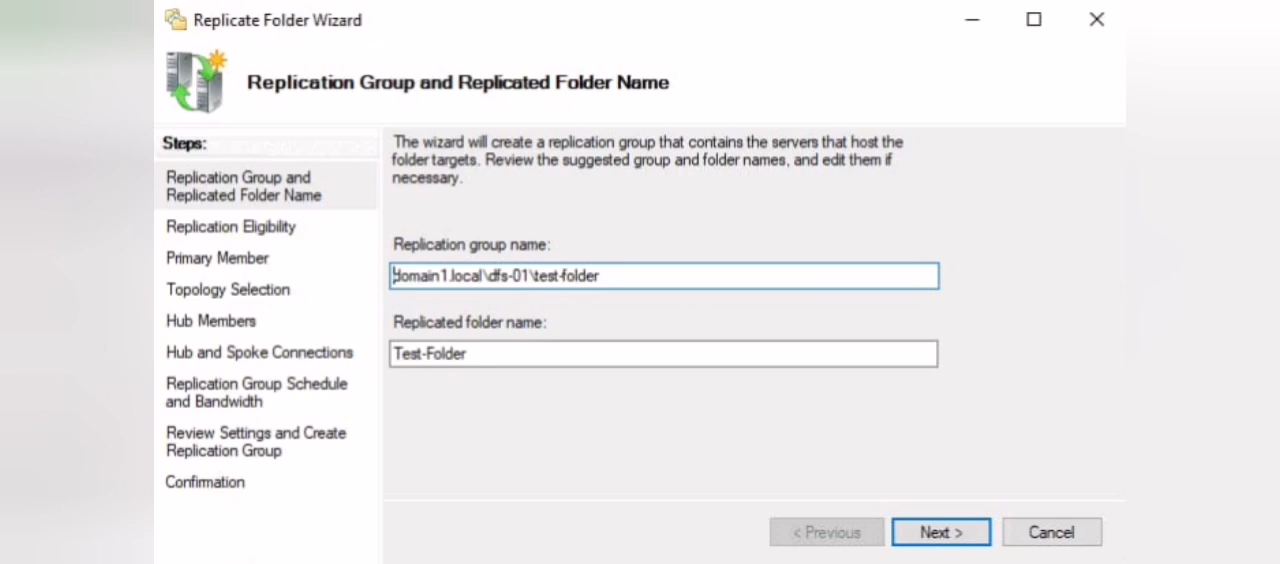 Replicate Folder Wizard
Replication Group and Replicated Folder Name
Steps:
Replication Group and
Replicated Folder Name
Replication Eligibility
Primary Member
Topology Selection
Hub Members
Hub and Spoke Connections
Replication Group Schedule
and Bandwidth
Review Settings and Create
Replication Group
Confirmation
The wizard will create a replication group that contains the servers that host the
folder targets. Review the suggested group and folder names, and edit them if
necessary.
Replication group name:
domain1.local\dfs-01\test-folder
Replicated folder name:
Test-Folder
< Previous
Next >
Cancel